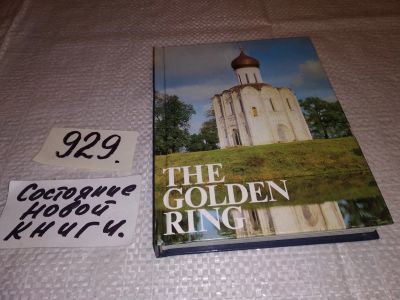 929.
Состояние
новой
книги.
THE
GOLDEN
RING